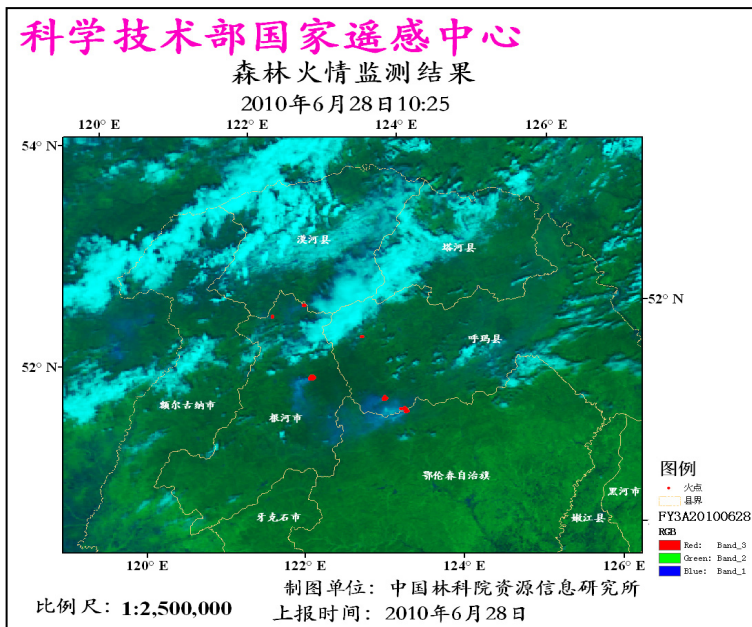 科学技术部国家遥感中心
森林火情监测结果
2010年6月28日10:25
120° E 122° E 124° E 126° E
54° N
漠河县
塔河县
52° N
呼玛县
52° N
额尔古纳市
根河市
鄂伦春自治旗
牙克石市
嫩江县
黑河市
图例
火点
县界
FY3A20100628
RGB
Red: Band_3
Green: Band_2
Blue: Band_1
120° E 122° E 124° E 126° E
制图单位：中国林科院资源信息研究所
比例尺：1:2,500,000
上报时间：2010年6月28日